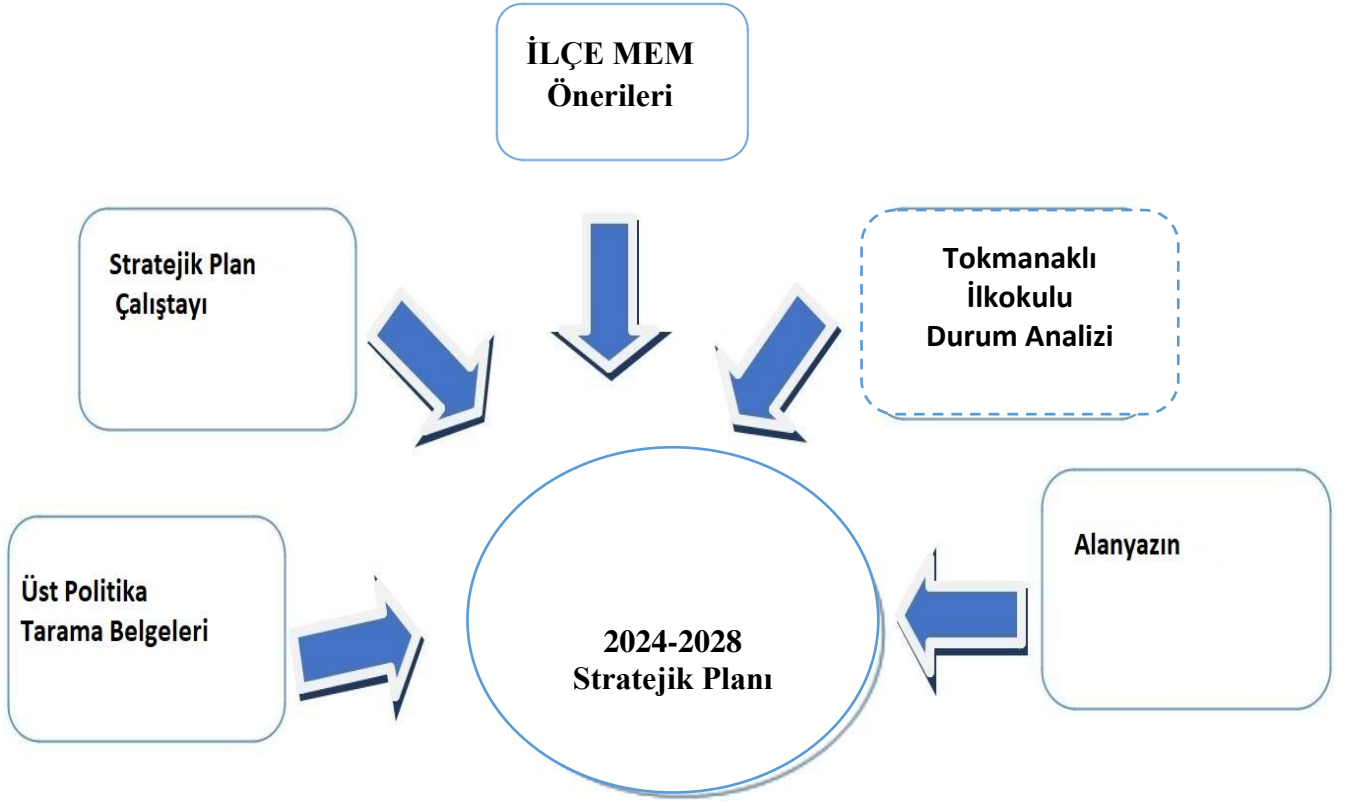 İLÇE MEM
Önerileri
Stratejik Plan
Çalıştayı
Tokmanaklı
İlkokulu
Durum Analizi
Üst Politika
Tarama Belgeleri
Alanyazın
2024-2028
Stratejik Planı